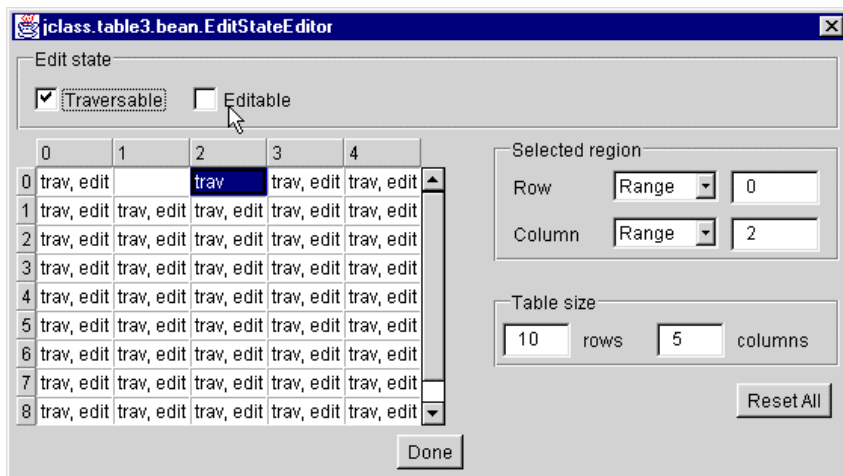 jclass.table3.bean.EditStateEditor
Edit state
Traversable Editable
0 1 2 3 4
0 trav, edit trav trav, edit trav, edit
1 trav, edit trav, edit trav, edit trav, edit trav, edit
2 trav, edit trav, edit trav, edit trav, edit trav, edit
3 trav, edit trav, edit trav, edit trav, edit trav, edit
4 trav, edit trav, edit trav, edit trav, edit trav, edit
5 trav, edit trav, edit trav, edit trav, edit trav, edit
6 trav, edit trav, edit trav, edit trav, edit trav, edit
7 trav, edit trav, edit trav, edit trav, edit trav, edit
8 trav, edit trav, edit trav, edit trav, edit trav, edit
Selected region
Row Range 0
Column Range 2
Table size
10 rows 5 columns
Reset All
Done